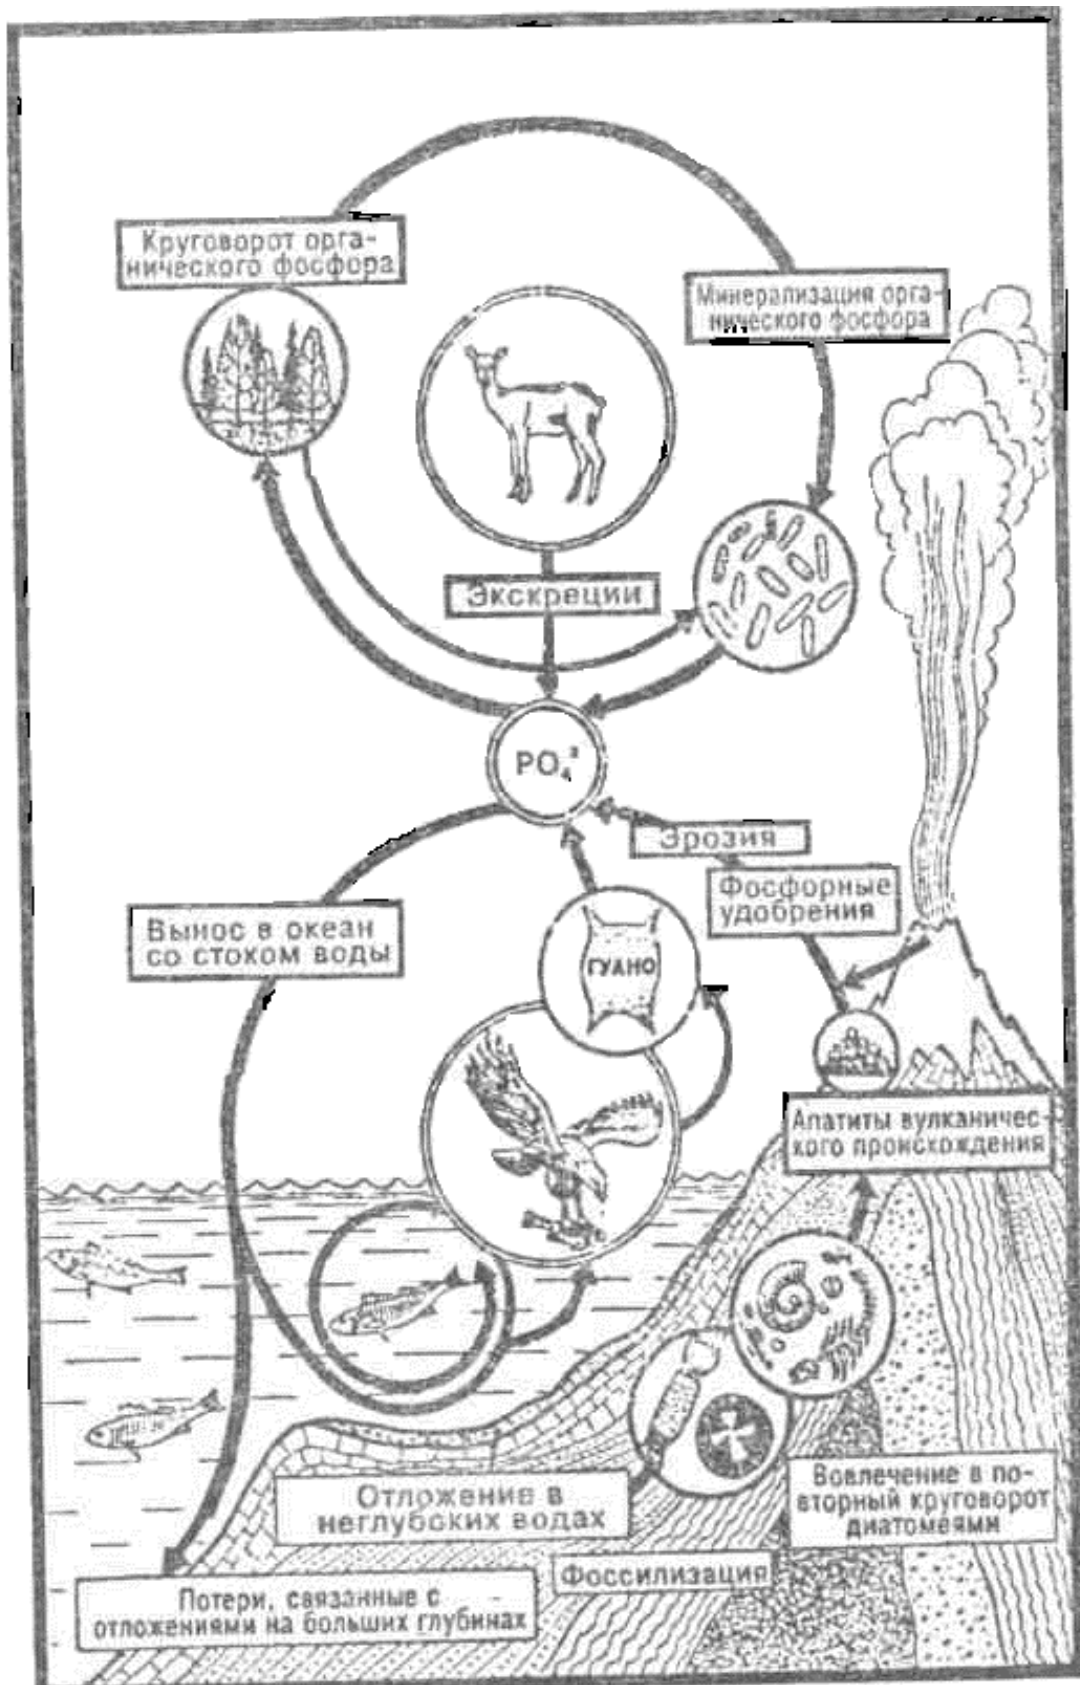 Круговорот орга-
нического фосфора
Минерализация орга-
нического фосфора
Экскреции
PO₄³
Эрозия
Фосфорные
удобрения
Вынос в океан
со стоком воды
ГУАНО
Апатиты вулканичес-
кого происхождения
Отложение в
неглубских водах
Вовлечение в по-
вторный круговорот
диатомеями
Фоссилизация
Потери, связанные с
отложениями на больших глубинах